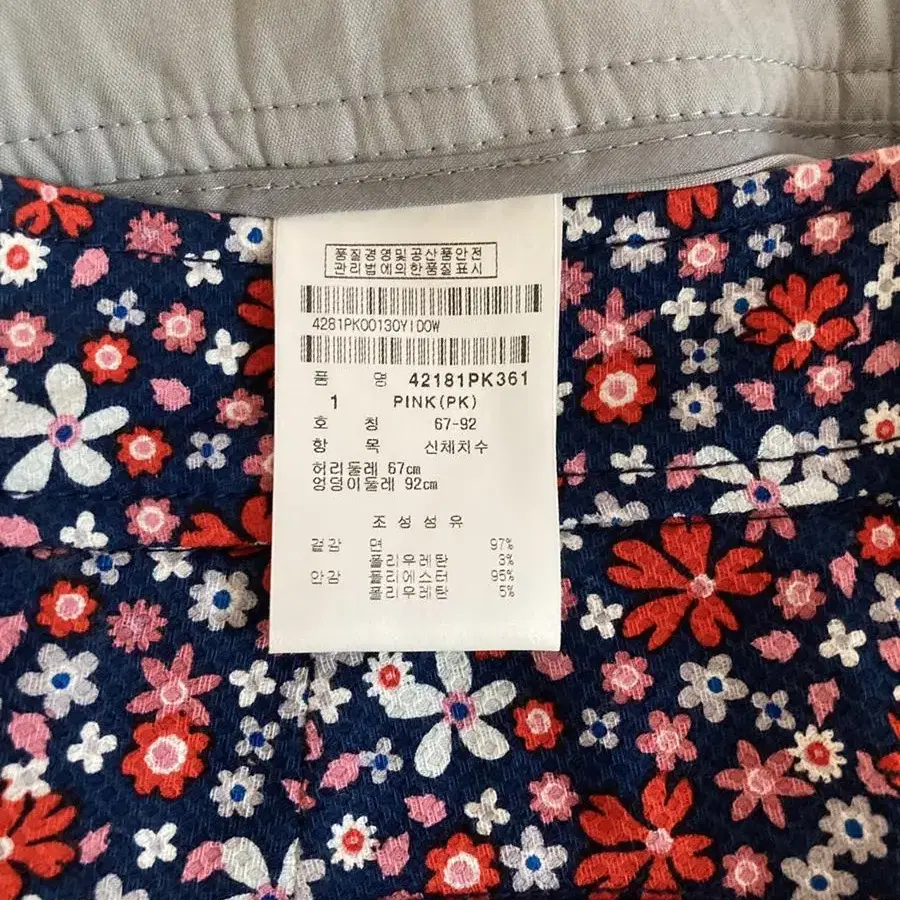 품질경영및공산품안전
관리법에의한품질표시
4281PK00130YIDOW
품 명 42181PK361
1 PINK(PK)
호 칭 67-92
항 목 신체치수
허리둘레 67cm
엉덩이둘레 92cm
조성섬유
겉감 면 97%
폴리우레탄 3%
안감 폴리에스터 95%
폴리우레탄 5%